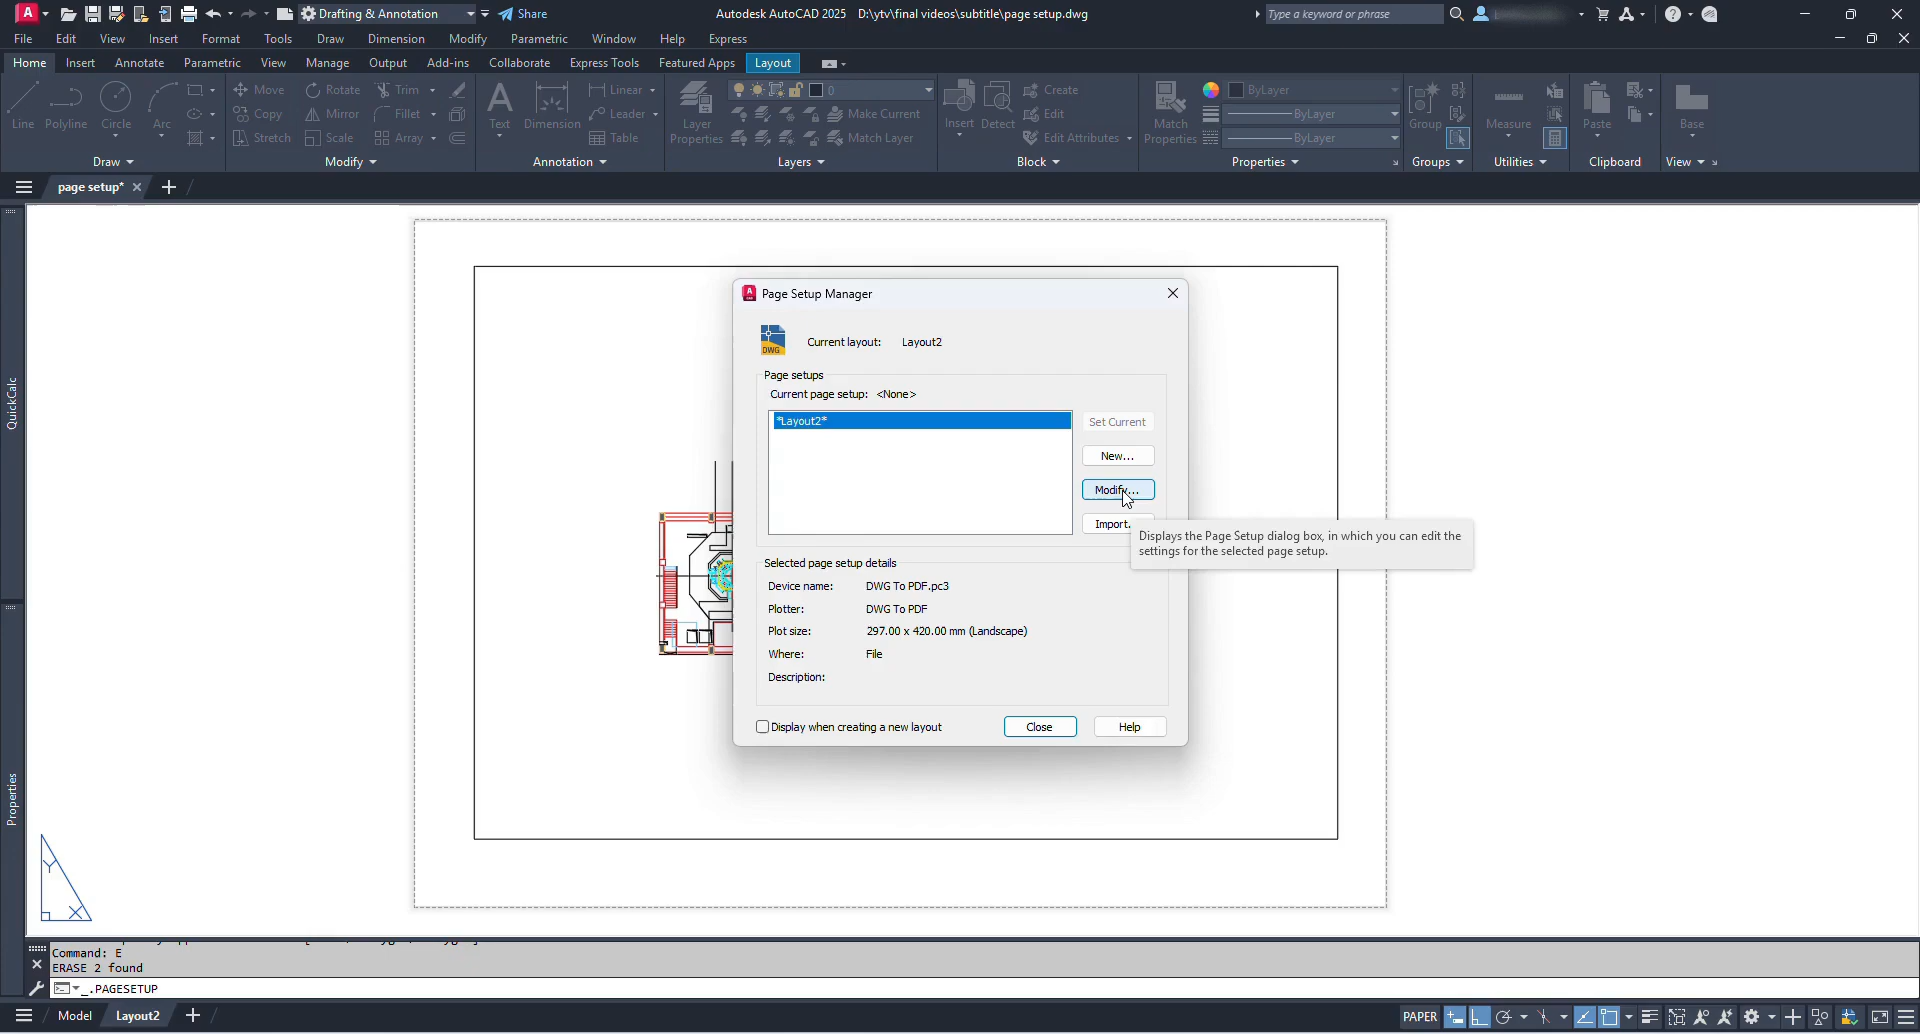 Drafting & Annotation
Share
Autodesk AutoCAD 2025 D:\ytv\final videos\subtitle\page setup.dwg
Type a keyword or phrase
File Edit View Insert Format Tools Draw Dimension Modify Parametric Window Help Express
Home Insert Annotate Parametric View Manage Output Add-ins Collaborate Express Tools Featured Apps Layout
Line Polyline Circle Arc
Move Rotate Trim
Copy Mirror Fillet
Stretch Scale Array
Text Dimension
Linear
Leader
Table
Layer
Properties
0
Make Current
Match Layer
Insert Detect
Create
Edit
Edit Attributes
Match
Properties
ByLayer
ByLayer
ByLayer
Group
Measure
Paste
Base
Draw Modify Annotation Layers Block Properties Groups Utilities Clipboard View
page setup*
QuickCalc
Properties
Page Setup Manager
DWG
Current layout: Layout2
Page setups
Current page setup: <None>
*Layout2*
Set Current
New...
Modify...
Import.
Displays the Page Setup dialog box, in which you can edit the
settings for the selected page setup.
Selected page setup details
Device name: DWG To PDF.pc3
Plotter: DWG To PDF
Plot size: 297.00 x 420.00 mm (Landscape)
Where: File
Description:
Display when creating a new layout
Close
Help
Y
X
Command: E
ERASE 2 found
_.PAGESETUP
Model Layout2
PAPER